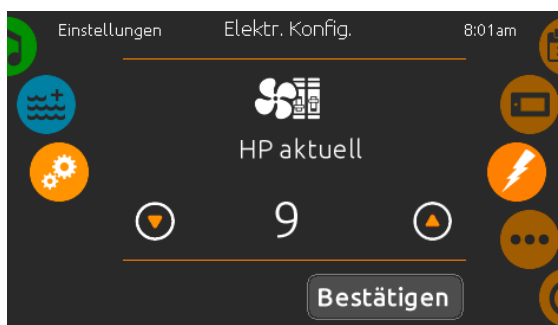 Einstellungen
Elektr. Konfig.
8:01am
HP aktuell
9
Bestätigen